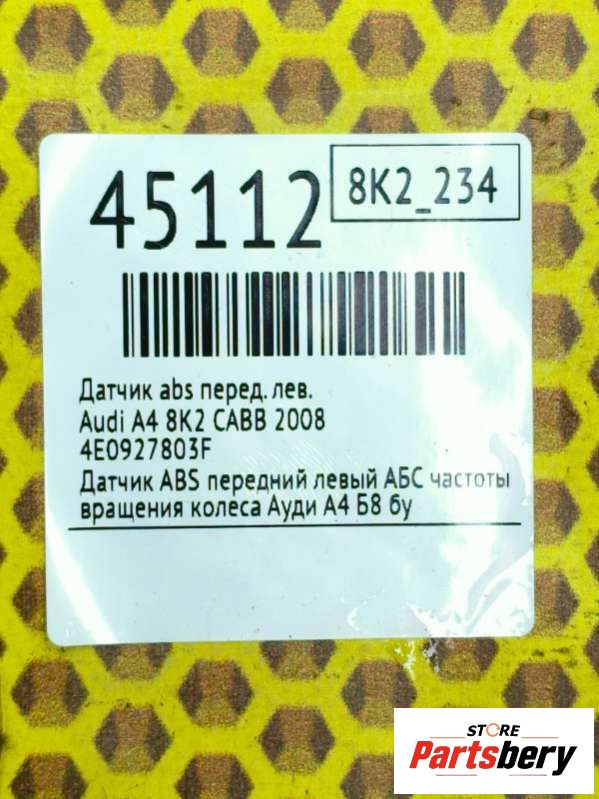 45112
8K2_234
Датчик abs перед. лев.
Audi A4 8K2 CABB 2008
4E0927803F
Датчик ABS передний левый АБС частоты
вращения колеса Ауди А4 Б8 бу
STORE
Partsbery